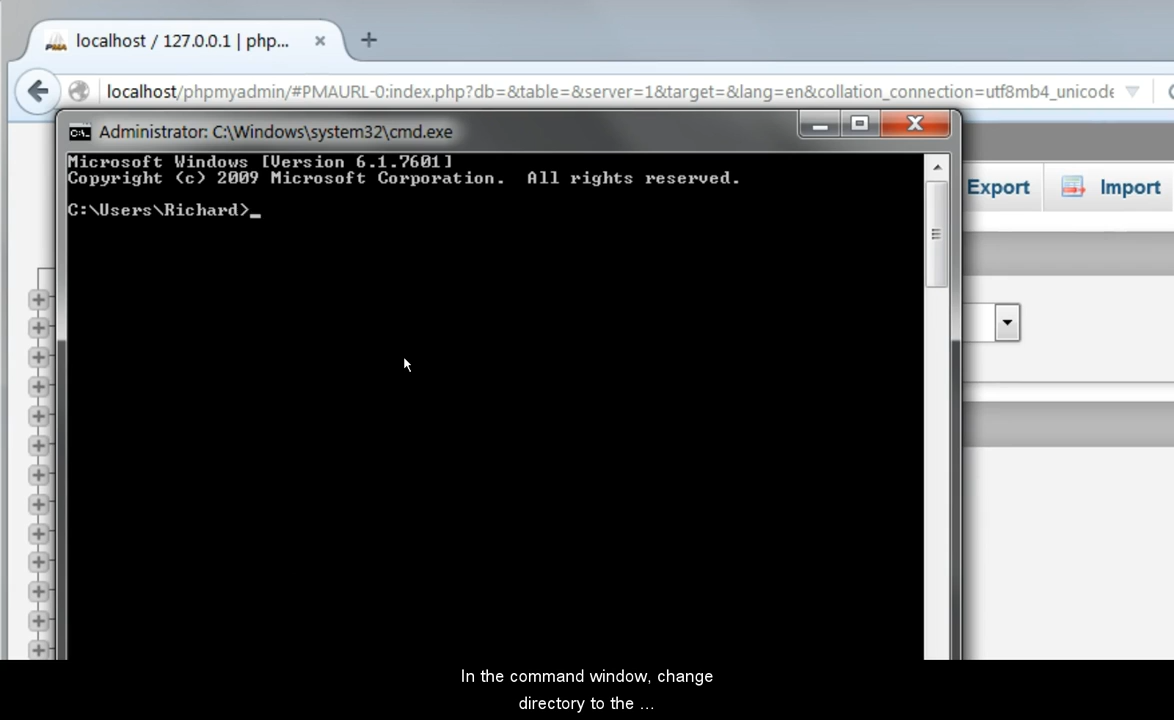 localhost / 127.0.0.1 | php...
localhost/phpmyadmin/#PMAURL-0:index.php?db=&table=&server=1&target=&lang=en&collation_connection=utf8mb4_unicode
Administrator: C:\Windows\system32\cmd.exe
Microsoft Windows [Version 6.1.7601]
Copyright (c) 2009 Microsoft Corporation.  All rights reserved.
C:\Users\Richard>_
Export
Import
In the command window, change
directory to the ...